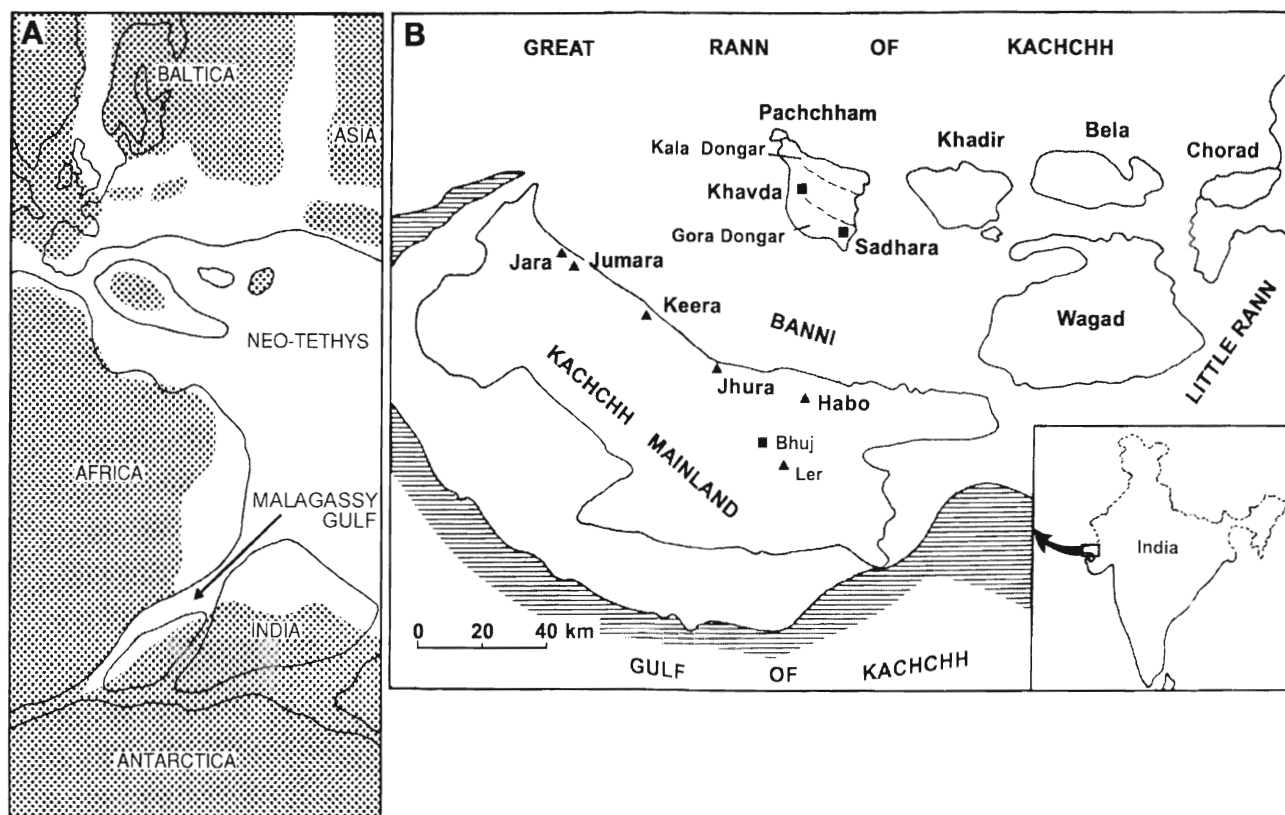 A
BALTICA
ASIA
NEO-TETHYS
AFRICA
MALAGASSY
GULF
INDIA
ANTARCTICA
B
GREAT RANN OF KACHCHH
Pachchham
Kala Dongar
Khavda
Gora Dongar
Sadhara
Khadir
Bela
Chorad
Jara
Jumara
Keera
BANNI
Wagad
LITTLE RANN
KACHCHH
MAINLAND
Jhura
Habo
Bhuj
Ler
0 20 40 km
GULF OF KACHCHH
India